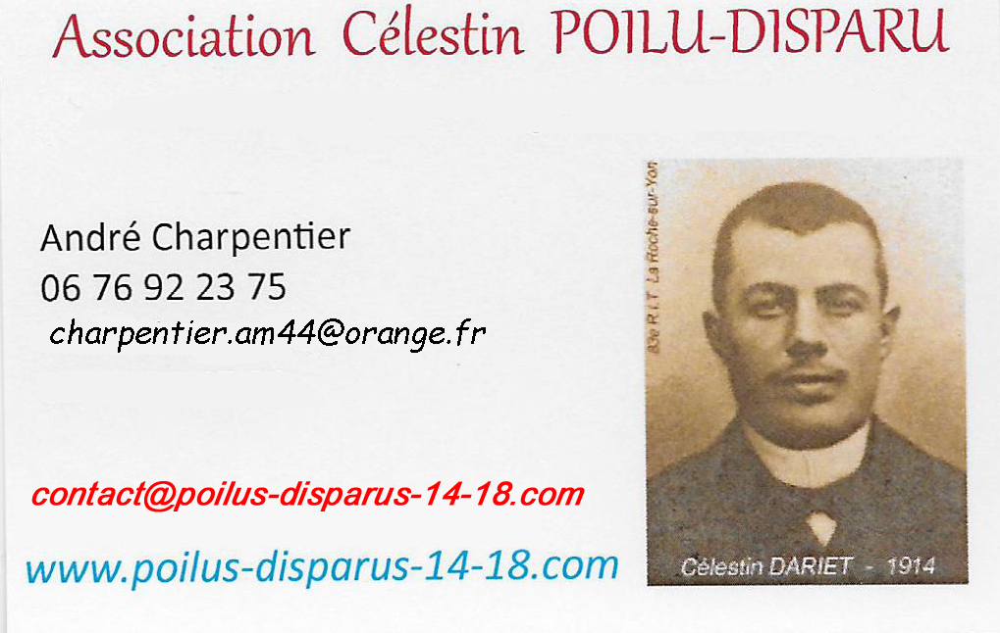 Association Célestin POILU-DISPARU
André Charpentier
06 76 92 23 75
charpentier.am44@orange.fr
contact@poilus-disparus-14-18.com
www.poilus-disparus-14-18.com
83e R.I.T La Roche-sur-Yon
Célestin DARIET - 1914